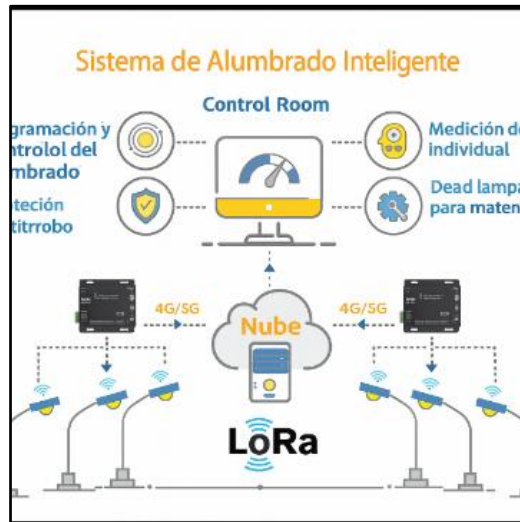 Sistema de Alumbrado Inteligente
Control Room
gramación y
ntrolol del
mbrado
Medición de
individual
oteción
titrrobo
Dead lampa
para maten
4G/5G
4G/5G
Nube
LoRa